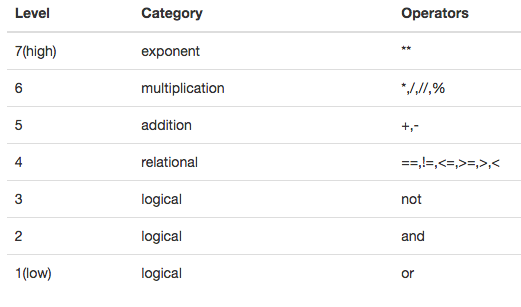 Level Category Operators
7(high) exponent **
6 multiplication *,/,//,%
5 addition +,-
4 relational ==,!=,<=,>=,>,<
3 logical not
2 logical and
1(low) logical or